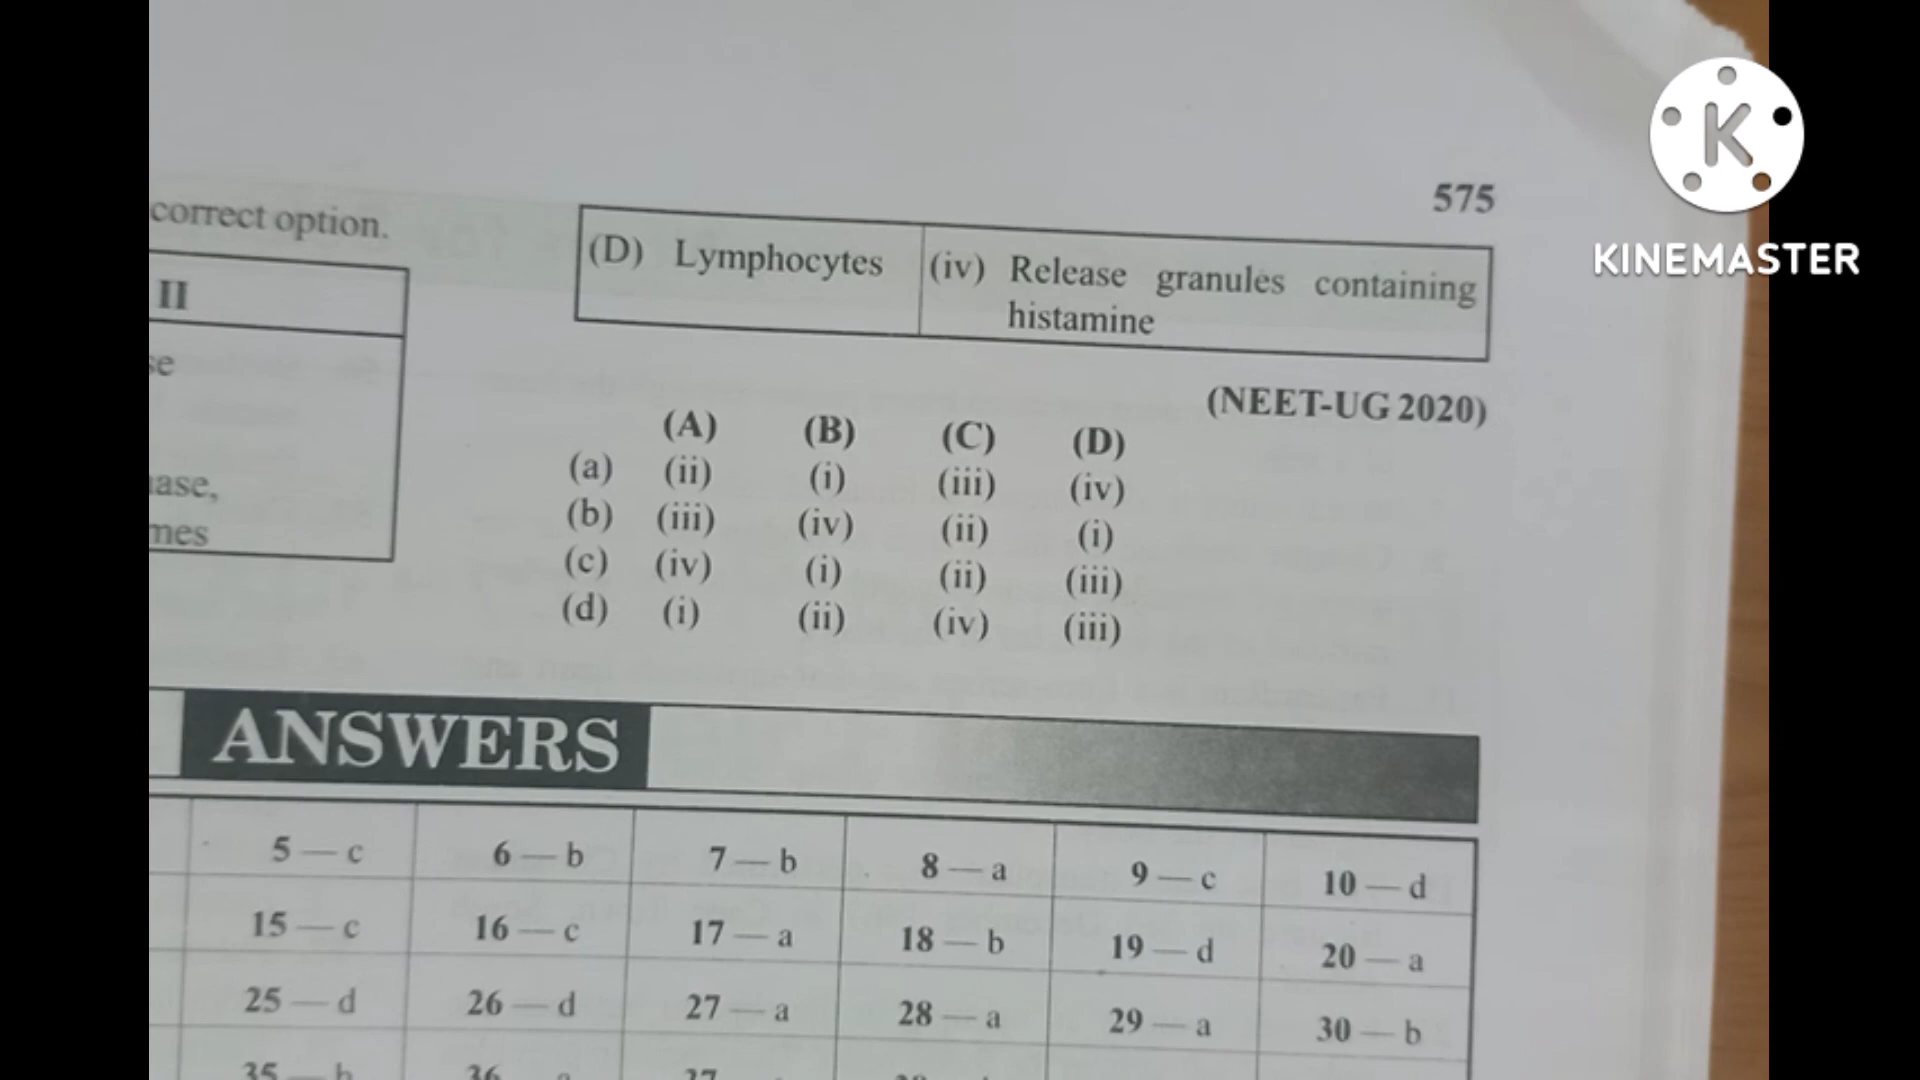 575
correct option.
II
(D) Lymphocytes (iv) Release granules containing
histamine
(NEET-UG 2020)
(A) (B) (C) (D)
(a) (ii) (i) (iii) (iv)
(b) (iii) (iv) (ii) (i)
(c) (iv) (i) (ii) (iii)
(d) (i) (ii) (iv) (iii)
ANSWERS
5 — c 6 — b 7 — b 8 — a 9 — c 10 — d
15 — c 16 — c 17 — a 18 — b 19 — d 20 — a
25 — d 26 — d 27 — a 28 — a 29 — a 30 — b
K
KINEMASTER